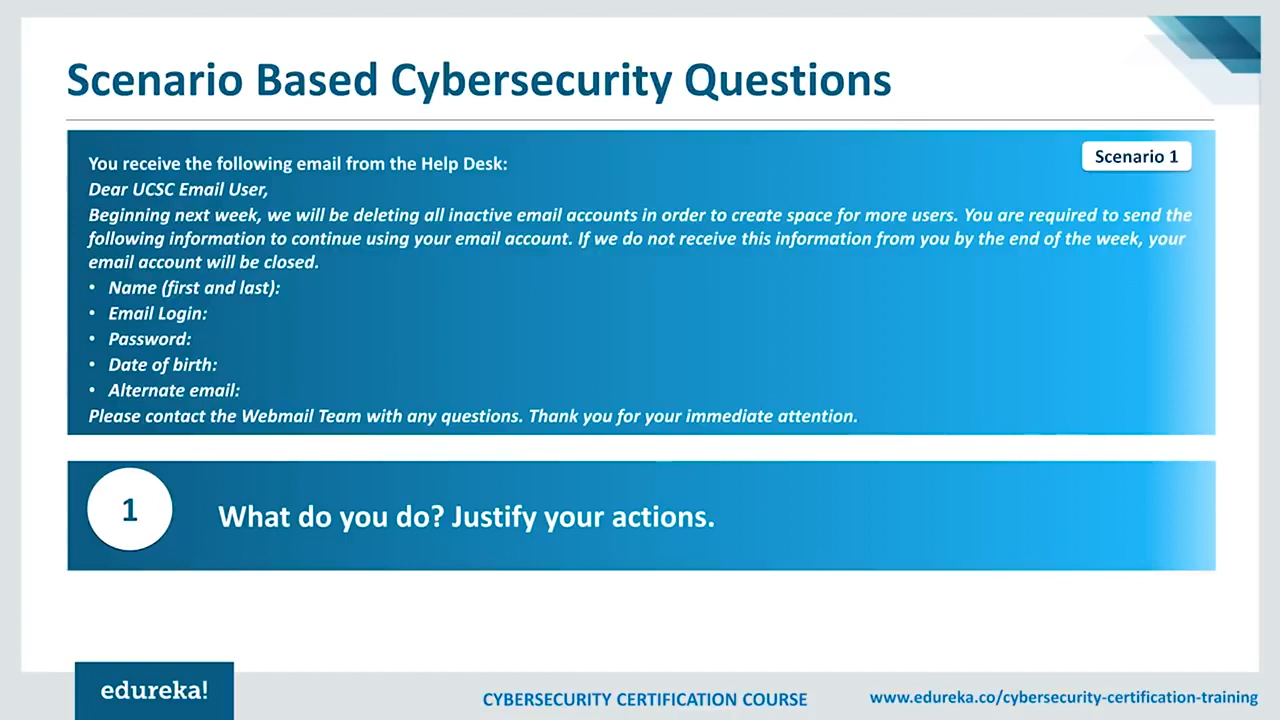 Scenario Based Cybersecurity Questions
Scenario 1
You receive the following email from the Help Desk:
Dear UCSC Email User,
Beginning next week, we will be deleting all inactive email accounts in order to create space for more users. You are required to send the
following information to continue using your email account. If we do not receive this information from you by the end of the week, your
email account will be closed.
• Name (first and last):
• Email Login:
• Password:
• Date of birth:
• Alternate email:
Please contact the Webmail Team with any questions. Thank you for your immediate attention.
1
What do you do? Justify your actions.
edureka!
CYBERSECURITY CERTIFICATION COURSE
www.edureka.co/cybersecurity-certification-training